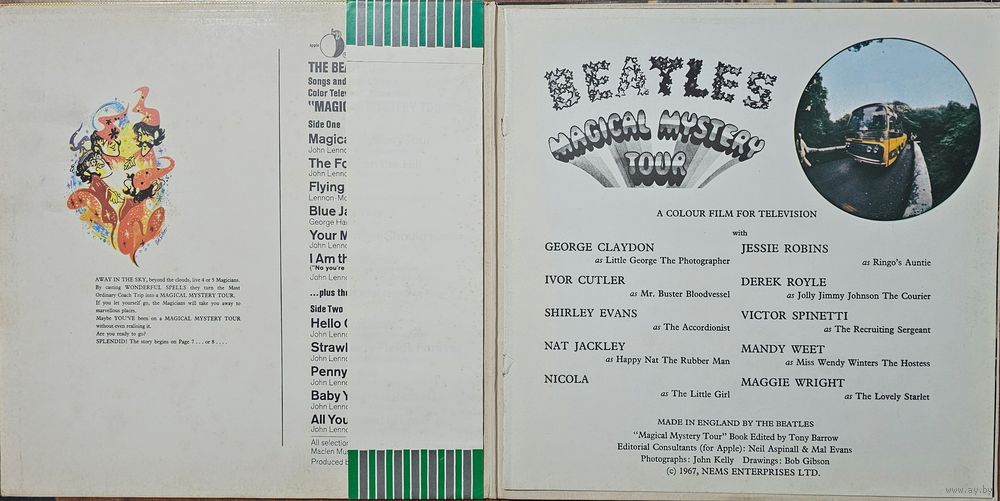 AWAY IN THE SKY, beyond the clouds, live 4 or 5 Magicians.
By casting WONDERFUL SPELLS they turn the Most
Ordinary Coach Trip into a MAGICAL MYSTERY TOUR.
If you let yourself go, the Magicians will take you away to
marvellous places.
Maybe YOU'VE been on a MAGICAL MYSTERY TOUR
without even realising it.
Are you ready to go?
SPLENDID! The story begins on Page 7 . . . or 8 . . . .
apple
THE BEA
Songs and
Color Telev
"MAGIC
Side One
Magica
John Lenno
The Fo
John Lenno
Flying
Lennon-Mc
Blue Ja
George Har
Your M
John Lenno
I Am th
("No you're
John Lenno
...plus the
Side Two
Hello G
John Lenno
Strawb
John Lenno
Penny
John Lenno
Baby Y
John Lenno
All You
John Lenno
All selection
Maclen Mus
Produced b
BEATLES
MAGICAL MYSTERY
TOUR
A COLOUR FILM FOR TELEVISION
with
GEORGE CLAYDON
as Little George The Photographer
IVOR CUTLER
as Mr. Buster Bloodvessel
SHIRLEY EVANS
as The Accordionist
NAT JACKLEY
as Happy Nat The Rubber Man
NICOLA
as The Little Girl
JESSIE ROBINS
as Ringo's Auntie
DEREK ROYLE
as Jolly Jimmy Johnson The Courier
VICTOR SPINETTI
as The Recruiting Sergeant
MANDY WEET
as Miss Wendy Winters The Hostess
MAGGIE WRIGHT
as The Lovely Starlet
MADE IN ENGLAND BY THE BEATLES
"Magical Mystery Tour" Book Edited by Tony Barrow
Editorial Consultants (for Apple): Neil Aspinall & Mal Evans
Photographs: John Kelly Drawings: Bob Gibson
(c) 1967, NEMS ENTERPRISES LTD.
www.ay.by